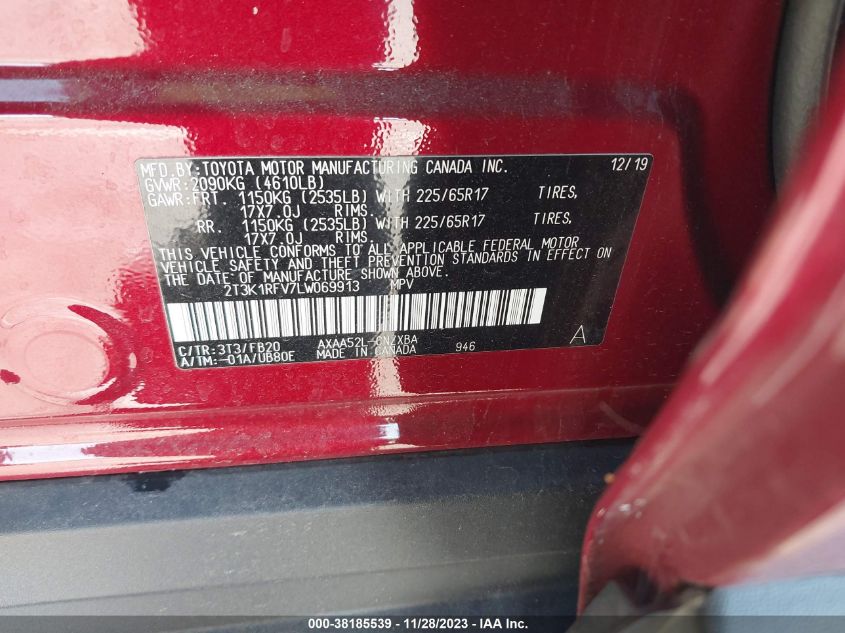 MFD.BY:TOYOTA MOTOR MANUFACTURING CANADA INC. 12/19
GVWR:2090KG (4610LB)
GAWR:FRT. 1150KG (2535LB) WITH 225/65R17 TIRES,
17X7.0J RIMS.
RR. 1150KG (2535LB) WITH 225/65R17 TIRES,
17X7.0J RIMS.
THIS VEHICLE CONFORMS TO ALL APPLICABLE FEDERAL MOTOR
VEHICLE SAFETY AND THEFT PREVENTION STANDARDS IN EFFECT ON
THE DATE OF MANUFACTURE SHOWN ABOVE.
2T3K1RFV7LW069913 MPV
C/TR:3T3/FB20 AXAA52L-CNZXBA A
A/TM:-01A/UB80E MADE IN CANADA 946
000-38185539 - 11/28/2023 - IAA Inc.